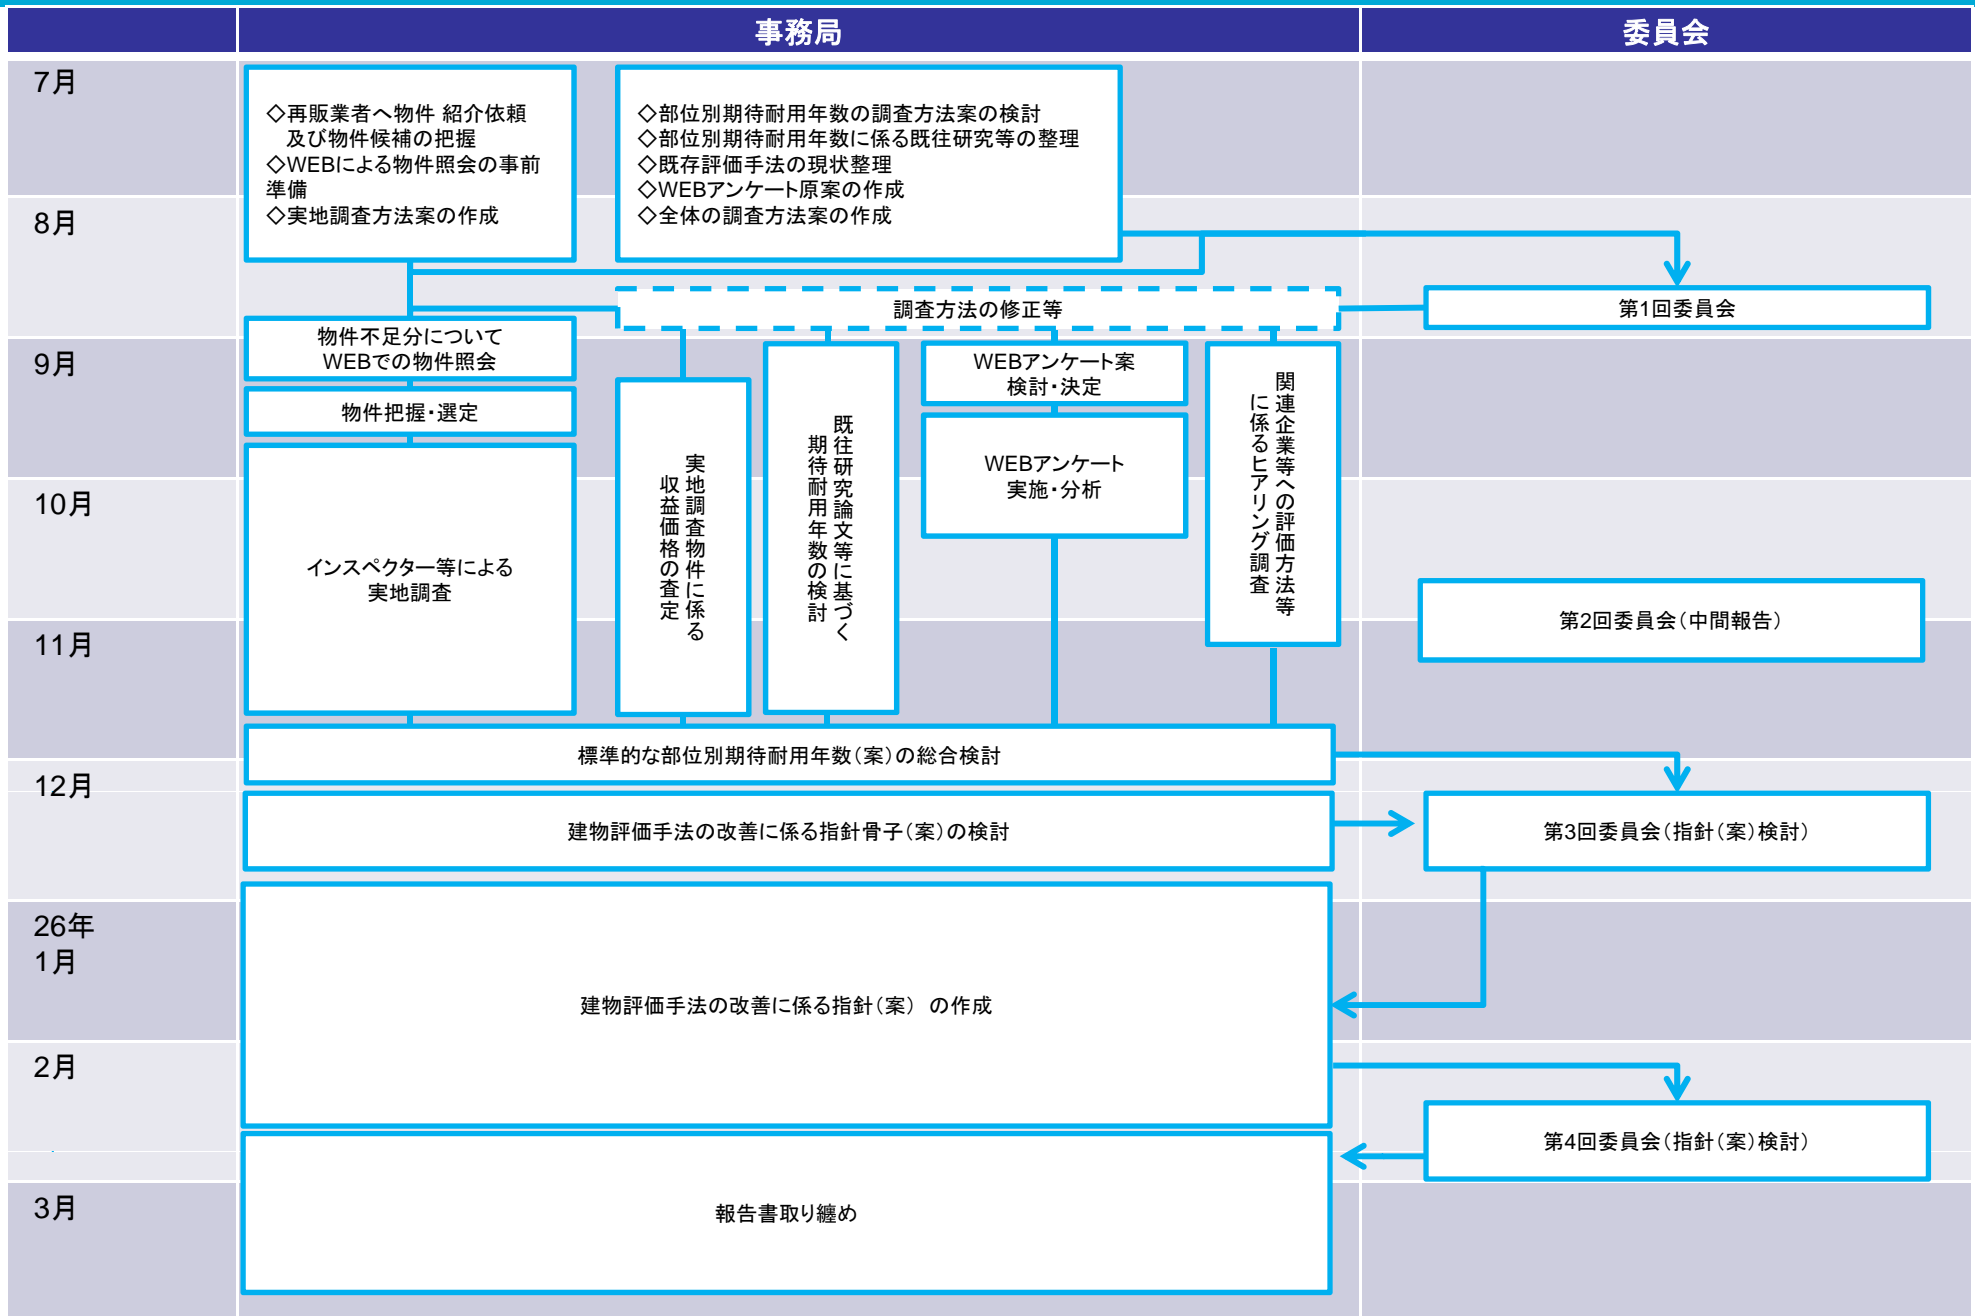 事務局
委員会
7月
◇再販業者へ物件 紹介依頼
及び物件候補の把握
◇WEBによる物件照会の事前
準備
◇実地調査方法案の作成
◇部位別期待耐用年数の調査方法案の検討
◇部位別期待耐用年数に係る既往研究等の整理
◇既存評価手法の現状整理
◇WEBアンケート原案の作成
◇全体の調査方法案の作成
8月
調査方法の修正等
第1回委員会
物件不足分について
WEBでの物件照会
9月
物件把握・選定
WEBアンケート案
検討・決定
実地調査物件に係る
収益価格の査定
既往研究論文等に基づく
期待耐用年数の検討
WEBアンケート
実施・分析
関連企業等への評価方法等
に係るヒアリング調査
10月
インスペクター等による
実地調査
第2回委員会（中間報告）
11月
標準的な部位別期待耐用年数（案）の総合検討
12月
建物評価手法の改善に係る指針骨子（案）の検討
第3回委員会（指針（案）検討）
26年
1月
建物評価手法の改善に係る指針（案） の作成
2月
第4回委員会（指針（案）検討）
3月
報告書取り纏め